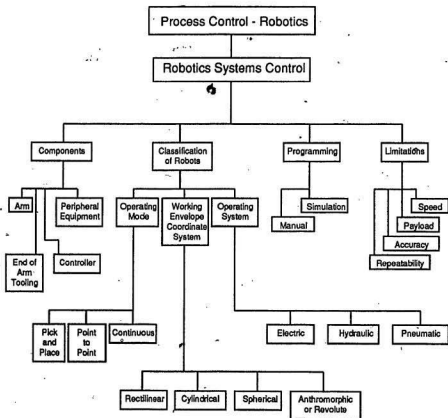 Process Control - Robotics
Robotics Systems Control
Components
Classification
of Robots
Programming
Limitations
Arm
Peripheral
Equipment
End of
Arm
Tooling
Controller
Operating
Mode
Working
Envelope
Coordinate
System
Operating
System
Simulation
Manual
Speed
Payload
Accuracy
Repeatability
Pick
and
Place
Point
to
Point
Continuous
Electric
Hydraulic
Pneumatic
Rectilinear
Cylindrical
Spherical
Anthromorphic
or Revolute